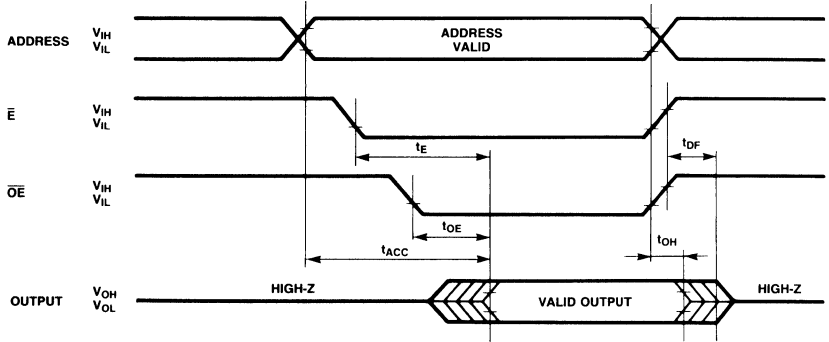 ADDRESS VIH VIL ADDRESS VALID
E̅ VIH VIL
tE
tDF
O̅E̅ VIH VIL
tOE
tOH
tACC
OUTPUT VOH VOL HIGH-Z VALID OUTPUT HIGH-Z